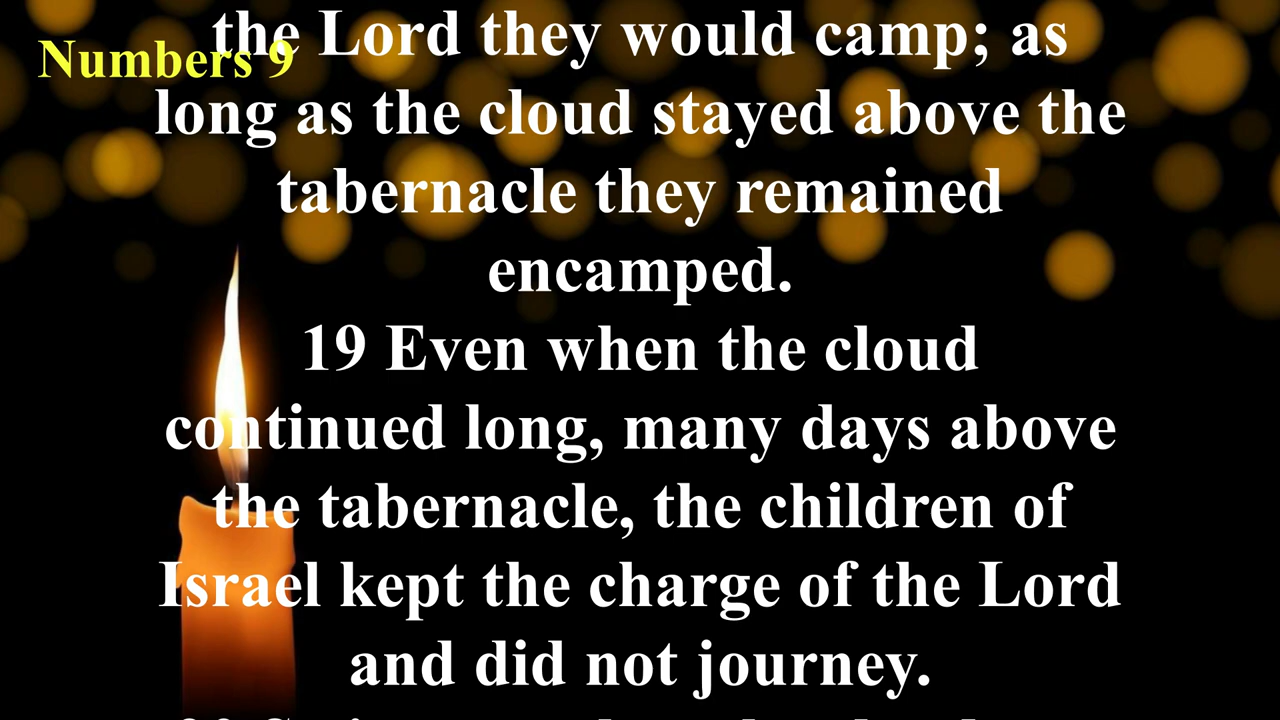 Numbers 9
the Lord they would camp; as
long as the cloud stayed above the
tabernacle they remained
encamped.
19 Even when the cloud
continued long, many days above
the tabernacle, the children of
Israel kept the charge of the Lord
and did not journey.